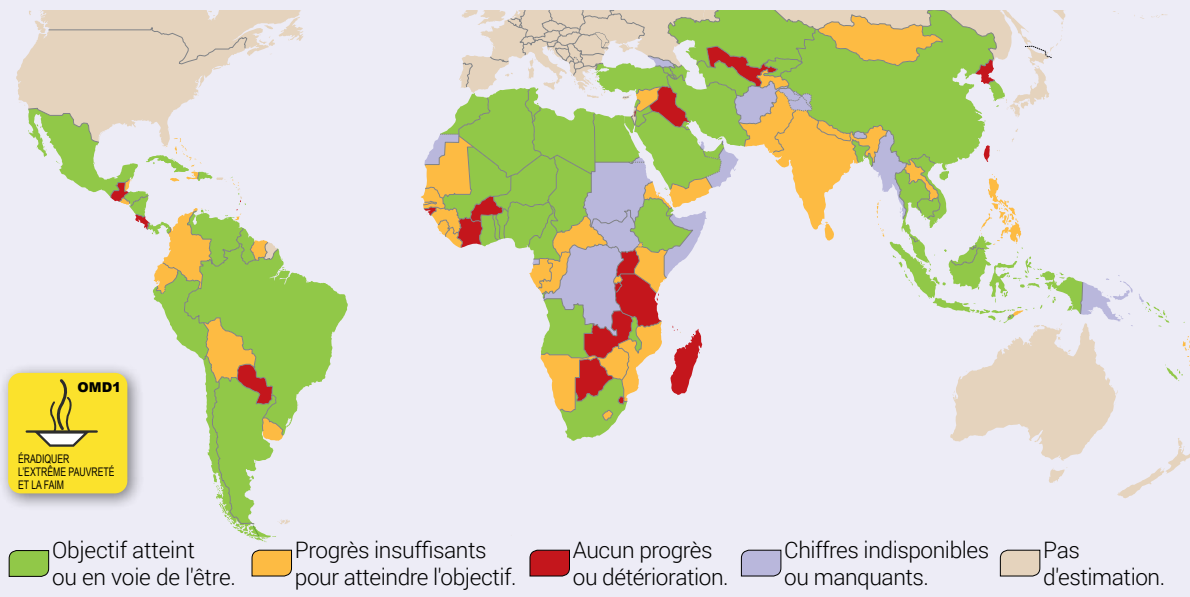 OMD1
ÉRADIQUER
L'EXTRÊME PAUVRETÉ
ET LA FAIM
Objectif atteint
ou en voie de l'être.
Progrès insuffisants
pour atteindre l'objectif.
Aucun progrès
ou détérioration.
Chiffres indisponibles
ou manquants.
Pas
d'estimation.